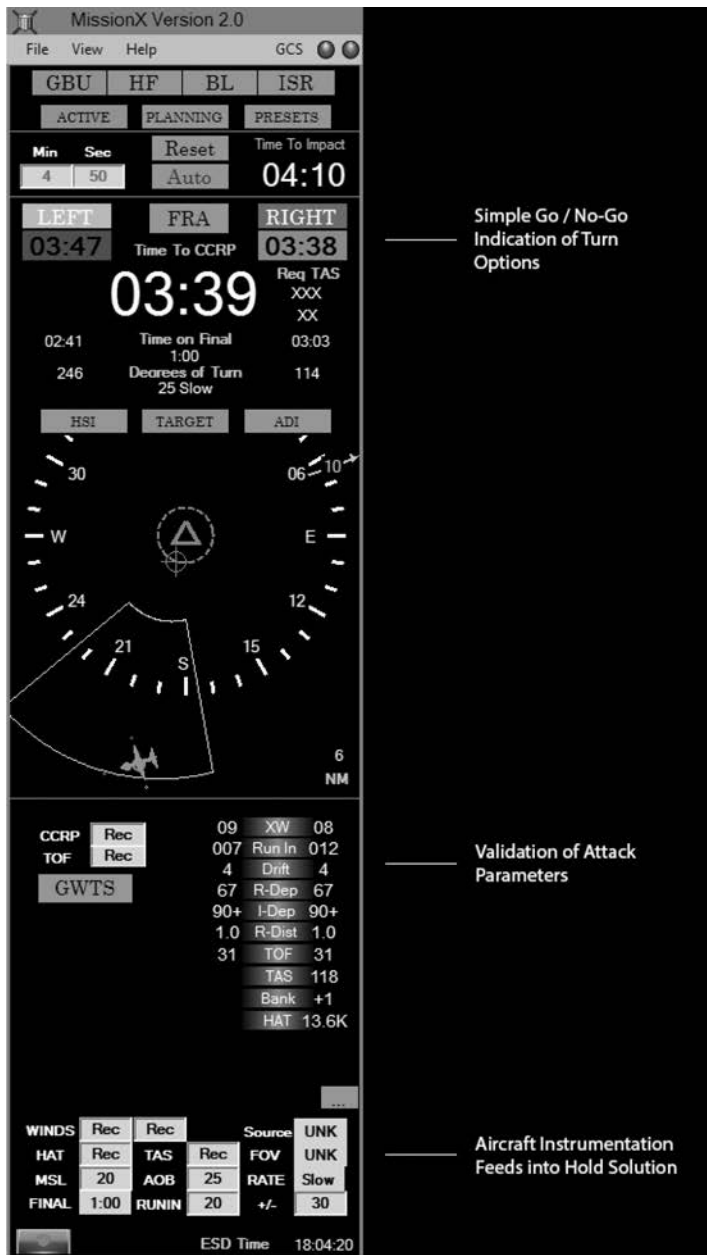 MissionX Version 2.0
File View Help GCS
GBU HF BL ISR
ACTIVE PLANNING PRESETS
Min Sec Reset Time To Impact
4 50 Auto 04:10
LEFT FRA RIGHT
03:47 Time To CCRP 03:38
03:39 Req TAS
XXX
XX
02:41 Time on Final 03:03
1:00
246 Degrees of Turn 114
25 Slow
HSI TARGET ADI
30 06 10
W E
24 12
21 15
S
6
NM
CCRP Rec
TOF Rec
GWTS
09 XW 08
007 Run In 012
4 Drift 4
67 R-Dep 67
90+ I-Dep 90+
1.0 R-Dist 1.0
31 TOF 31
TAS 118
Bank +1
HAT 13.6K
...
WINDS Rec Rec Source UNK
HAT Rec TAS Rec FOV UNK
MSL 20 AOB 25 RATE Slow
FINAL 1:00 RUNIN 20 +/- 30
ESD Time 18:04:20
Simple Go / No-Go
Indication of Turn
Options
Validation of Attack
Parameters
Aircraft Instrumentation
Feeds into Hold Solution